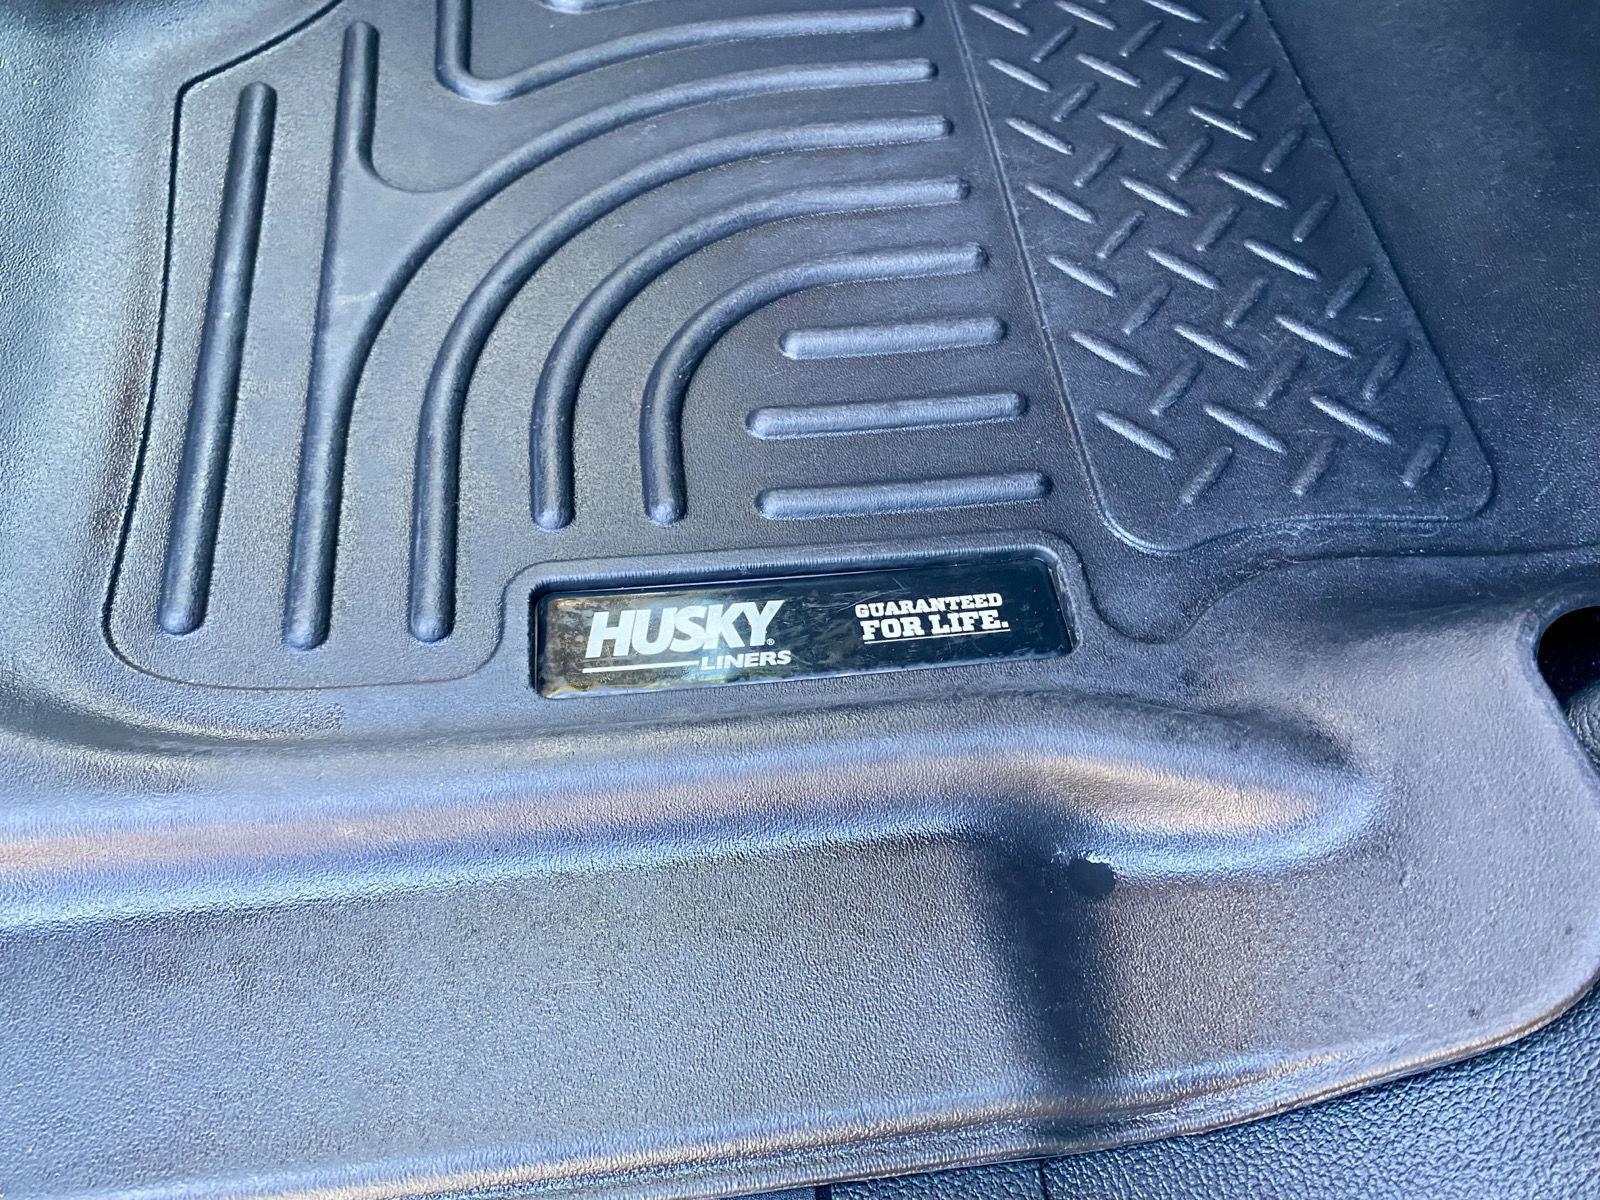 HUSKY®
LINERS
GUARANTEED
FOR LIFE.